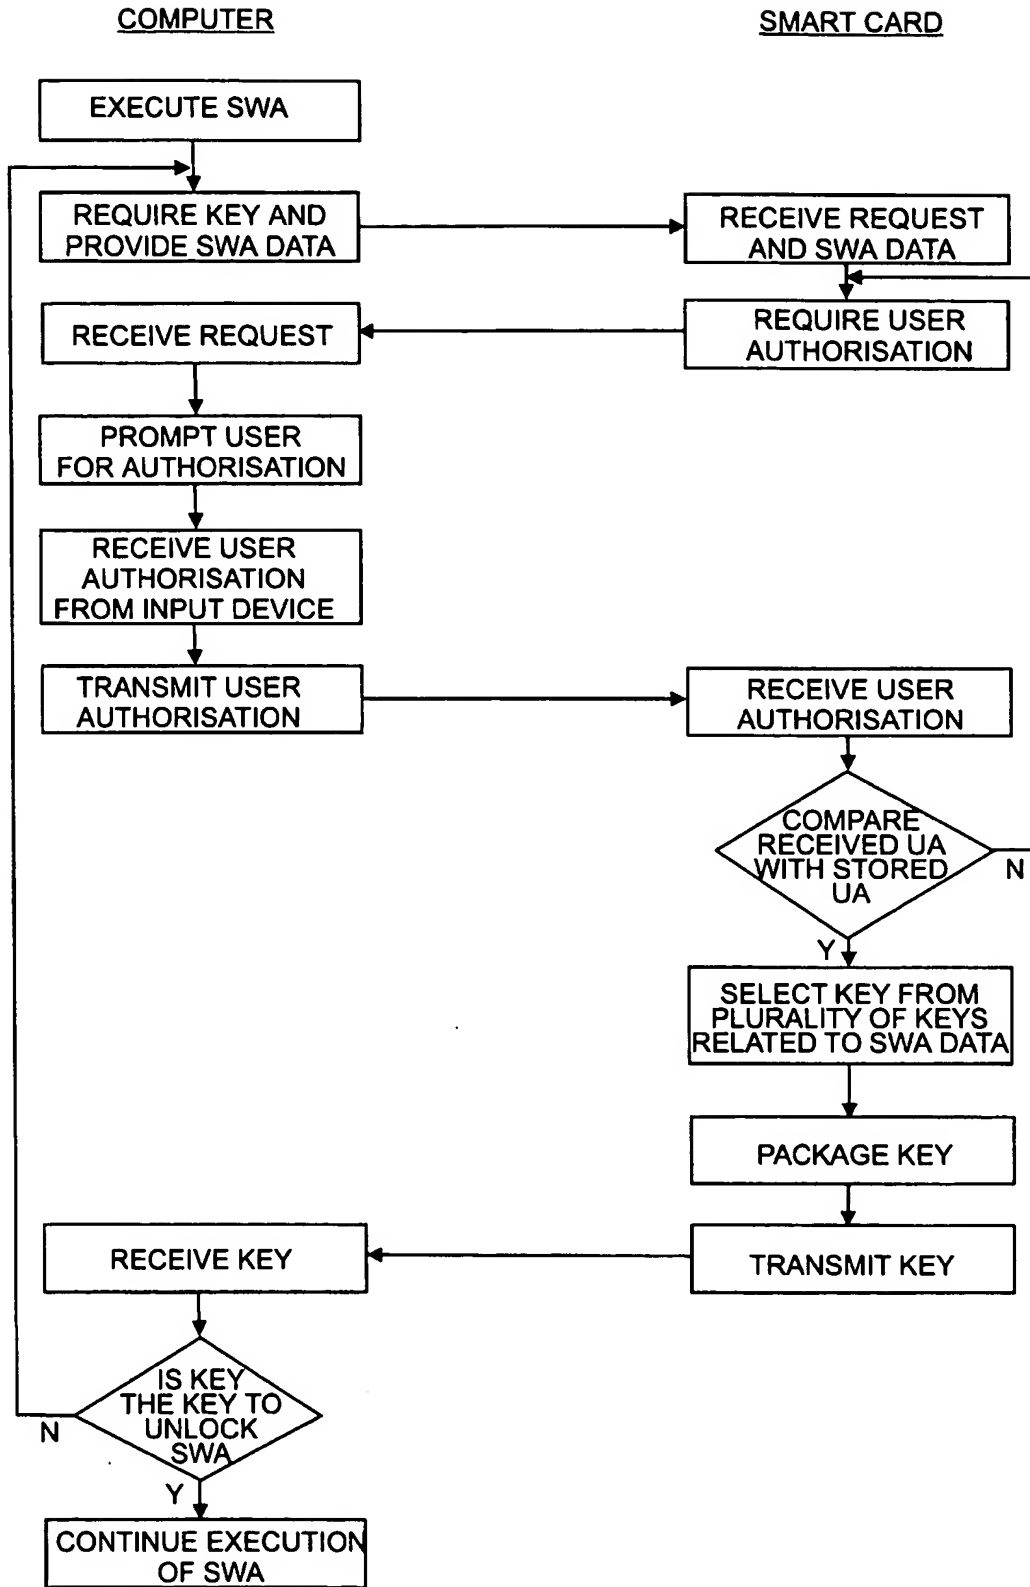 COMPUTER
SMART CARD
EXECUTE SWA
REQUIRE KEY AND
PROVIDE SWA DATA
RECEIVE REQUEST
AND SWA DATA
RECEIVE REQUEST
REQUIRE USER
AUTHORISATION
PROMPT USER
FOR AUTHORISATION
RECEIVE USER
AUTHORISATION
FROM INPUT DEVICE
TRANSMIT USER
AUTHORISATION
RECEIVE USER
AUTHORISATION
COMPARE
RECEIVED UA
WITH STORED
UA
N
Y
SELECT KEY FROM
PLURALITY OF KEYS
RELATED TO SWA DATA
PACKAGE KEY
TRANSMIT KEY
RECEIVE KEY
IS KEY
THE KEY TO
UNLOCK
SWA
N
Y
CONTINUE EXECUTION
OF SWA